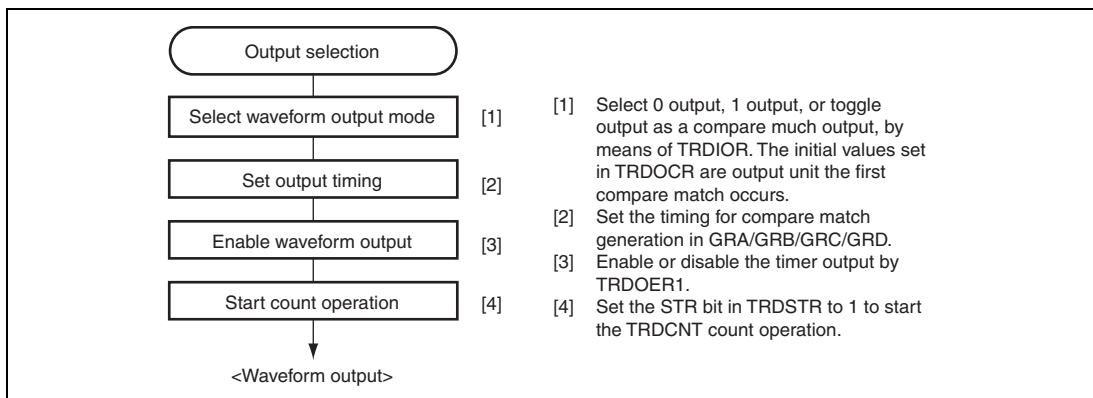 Output selection
Select waveform output mode [1]
Set output timing [2]
Enable waveform output [3]
Start count operation [4]
<Waveform output>
[1] Select 0 output, 1 output, or toggle
output as a compare much output, by
means of TRDIOR. The initial values set
in TRDOCR are output unit the first
compare match occurs.
[2] Set the timing for compare match
generation in GRA/GRB/GRC/GRD.
[3] Enable or disable the timer output by
TRDOER1.
[4] Set the STR bit in TRDSTR to 1 to start
the TRDCNT count operation.